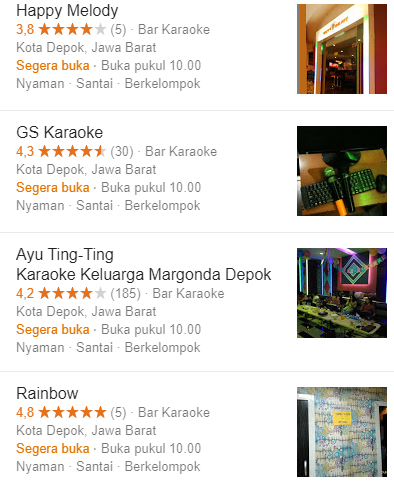 Happy Melody
3,8 ★★★★★ (5) · Bar Karaoke
Kota Depok, Jawa Barat
Segera buka · Buka pukul 10.00
Nyaman · Santai · Berkelompok
GS Karaoke
4,3 ★★★★★ (30) · Bar Karaoke
Kota Depok, Jawa Barat
Segera buka · Buka pukul 10.00
Nyaman · Santai · Berkelompok
Ayu Ting-Ting
Karaoke Keluarga Margonda Depok
4,2 ★★★★★ (185) · Bar Karaoke
Kota Depok, Jawa Barat
Segera buka · Buka pukul 10.00
Nyaman · Santai · Berkelompok
Rainbow
4,8 ★★★★★ (5) · Bar Karaoke
Kota Depok, Jawa Barat
Segera buka · Buka pukul 10.00
Nyaman · Santai · Berkelompok